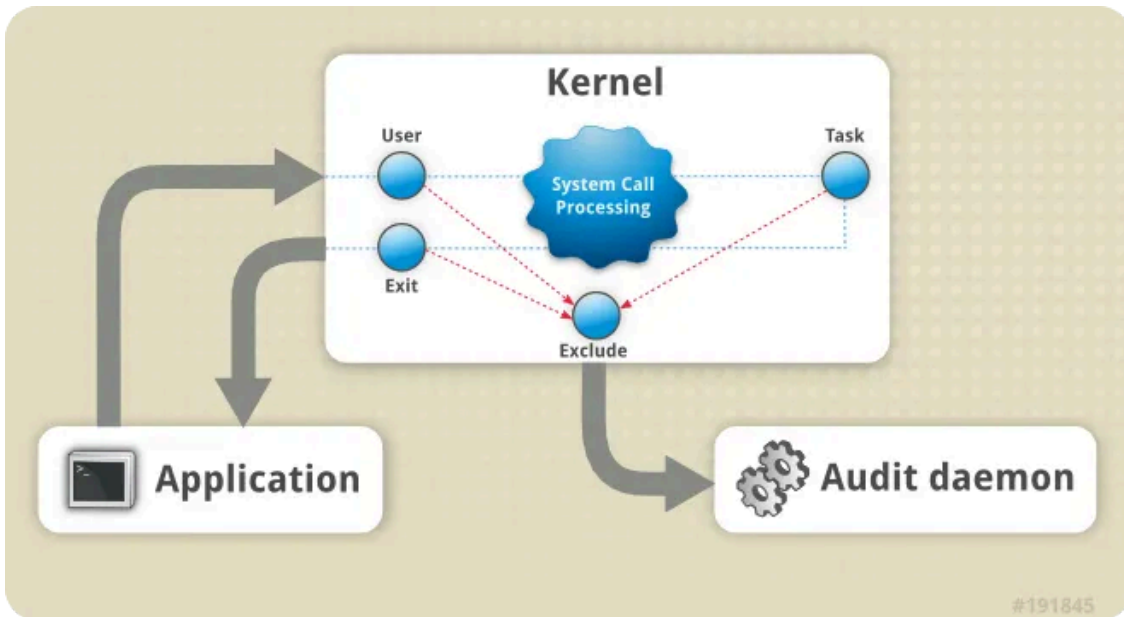 Kernel
User
Task
System Call
Processing
Exit
Exclude
>_
Application
Audit daemon
#191845